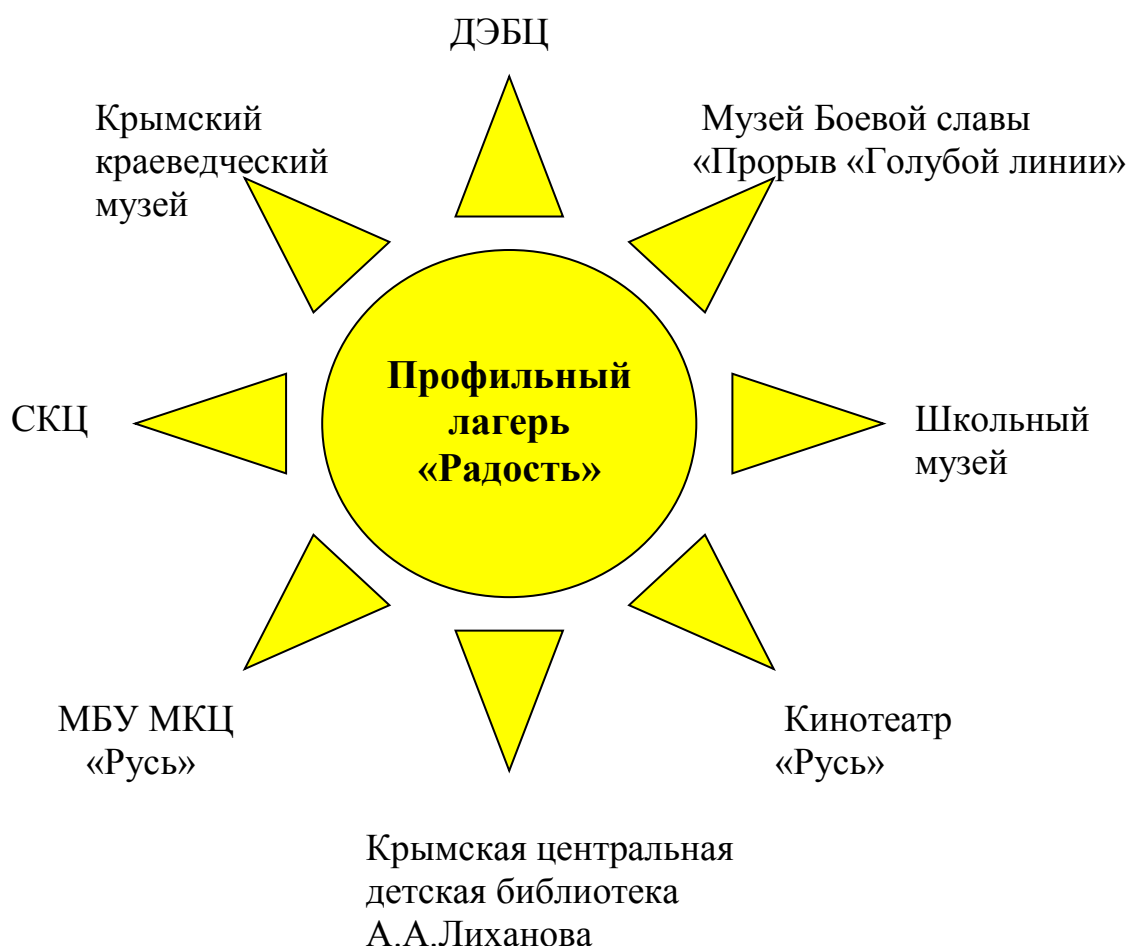 ДЭБЦ
Крымский
краеведческий
музей
Музей Боевой славы
«Прорыв «Голубой линии»
Профильный
лагерь
«Радость»
СКЦ
Школьный
музей
МБУ МКЦ
«Русь»
Кинотеатр
«Русь»
Крымская центральная
детская библиотека
А.А.Лиханова